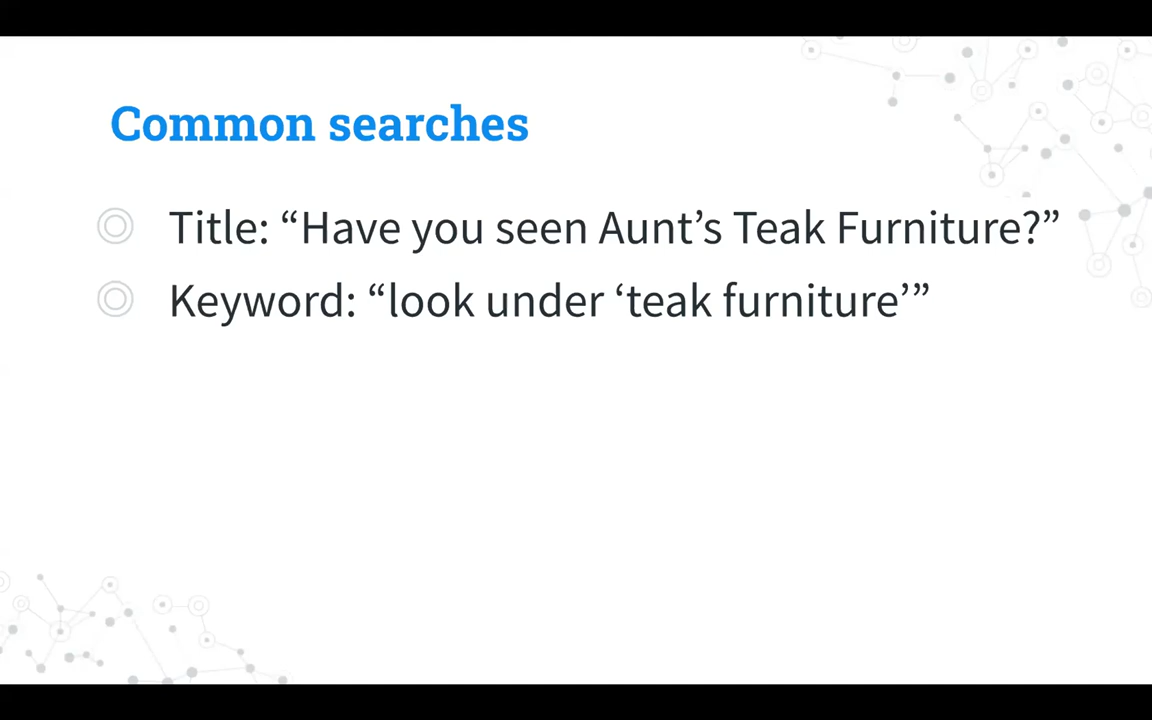 Common searches
Title: “Have you seen Aunt’s Teak Furniture?”
Keyword: “look under ‘teak furniture’”